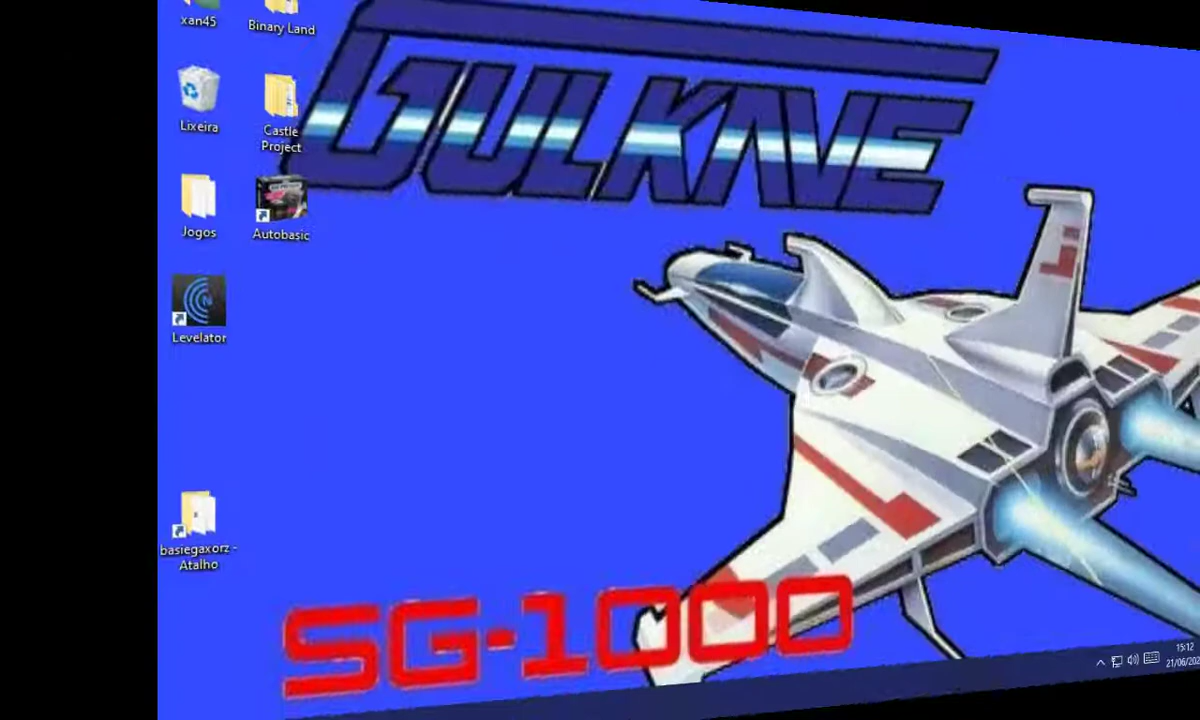 xan45
Binary Land
Lixeira
Castle
Project
Jogos
Autobasic
Levelator
basiegaxorz -
Atalho
GULKAVE
SG-1000
15:12